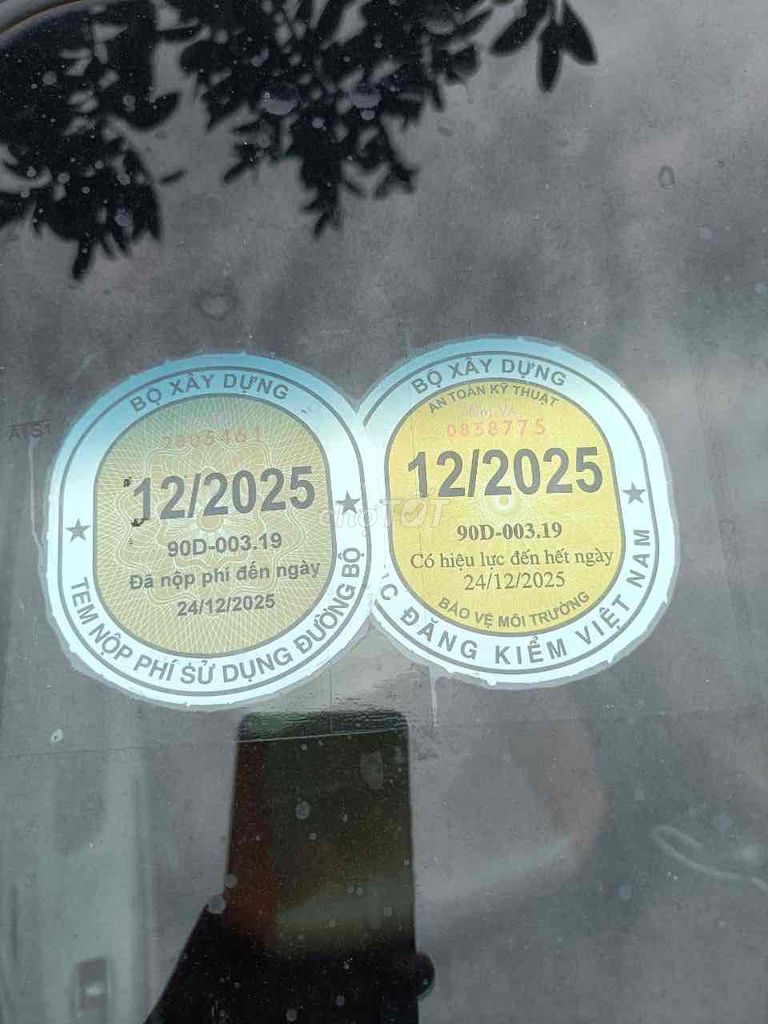 BỘ XÂY DỰNG
2805461
12/2025
90D-003.19
Đã nộp phí đến ngày
24/12/2025
TEM NỘP PHÍ SỬ DỤNG ĐƯỜNG BỘ
BỘ XÂY DỰNG
AN TOÀN KỸ THUẬT
0838775
12/2025
90D-003.19
Có hiệu lực đến hết ngày
24/12/2025
BẢO VỆ MÔI TRƯỜNG
ĐĂNG KIỂM VIỆT NAM